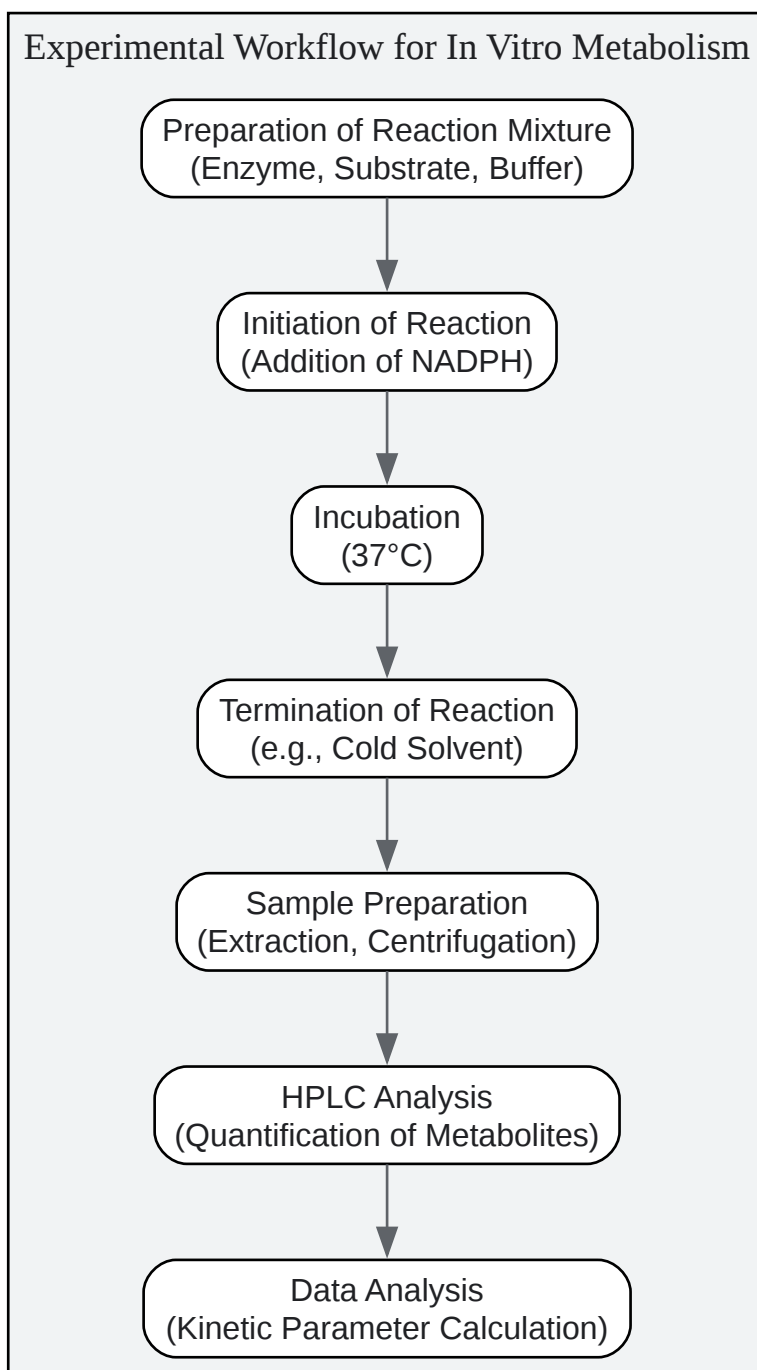 Experimental Workflow for In Vitro Metabolism
Preparation of Reaction Mixture
(Enzyme, Substrate, Buffer)
Initiation of Reaction
(Addition of NADPH)
Incubation
(37°C)
Termination of Reaction
(e.g., Cold Solvent)
Sample Preparation
(Extraction, Centrifugation)
HPLC Analysis
(Quantification of Metabolites)
Data Analysis
(Kinetic Parameter Calculation)